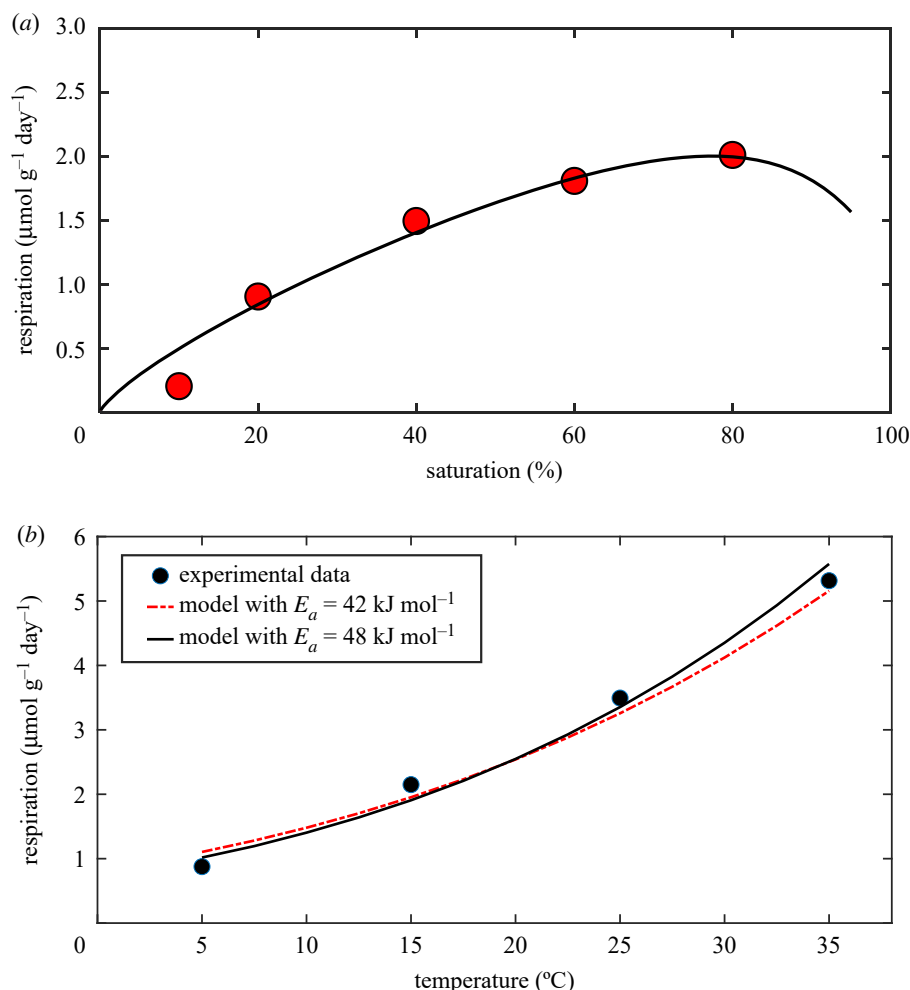 (a)
3.0
2.5
2.0
1.5
1.0
0.5
0
20
40
60
80
100
respiration (μmol g⁻¹ day⁻¹)
saturation (%)
(b)
6
5
4
3
2
1
0
5
10
15
20
25
30
35
experimental data
model with Eₐ = 42 kJ mol⁻¹
model with Eₐ = 48 kJ mol⁻¹
respiration (μmol g⁻¹ day⁻¹)
temperature (ºC)